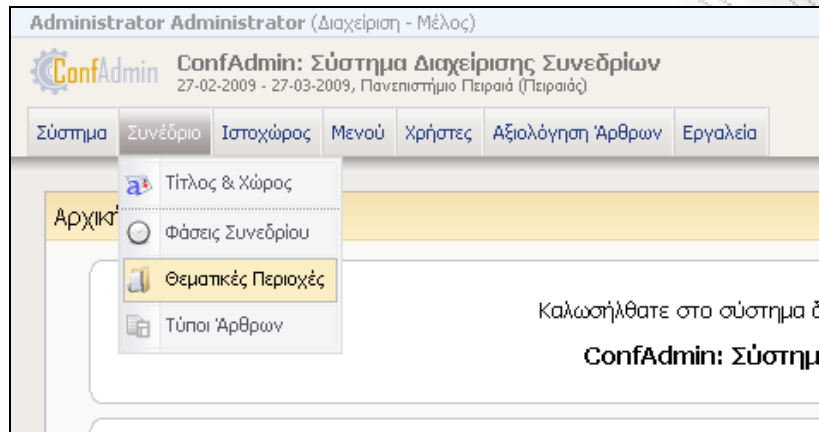 Administrator Administrator (Διαχείριση - Μέλος)
ConfAdmin
ConfAdmin: Σύστημα Διαχείρισης Συνεδρίων
27-02-2009 - 27-03-2009, Πανεπιστήμιο Πειραιά (Πειραιάς)
Σύστημα Συνέδριο Ιστοχώρος Μενού Χρήστες Αξιολόγηση Άρθρων Εργαλεία
Τίτλος & Χώρος
Αρχική
Φάσεις Συνεδρίου
Θεματικές Περιοχές
Τύποι Άρθρων
Καλωσήλθατε στο σύστημα δ
ConfAdmin: Σύστημ